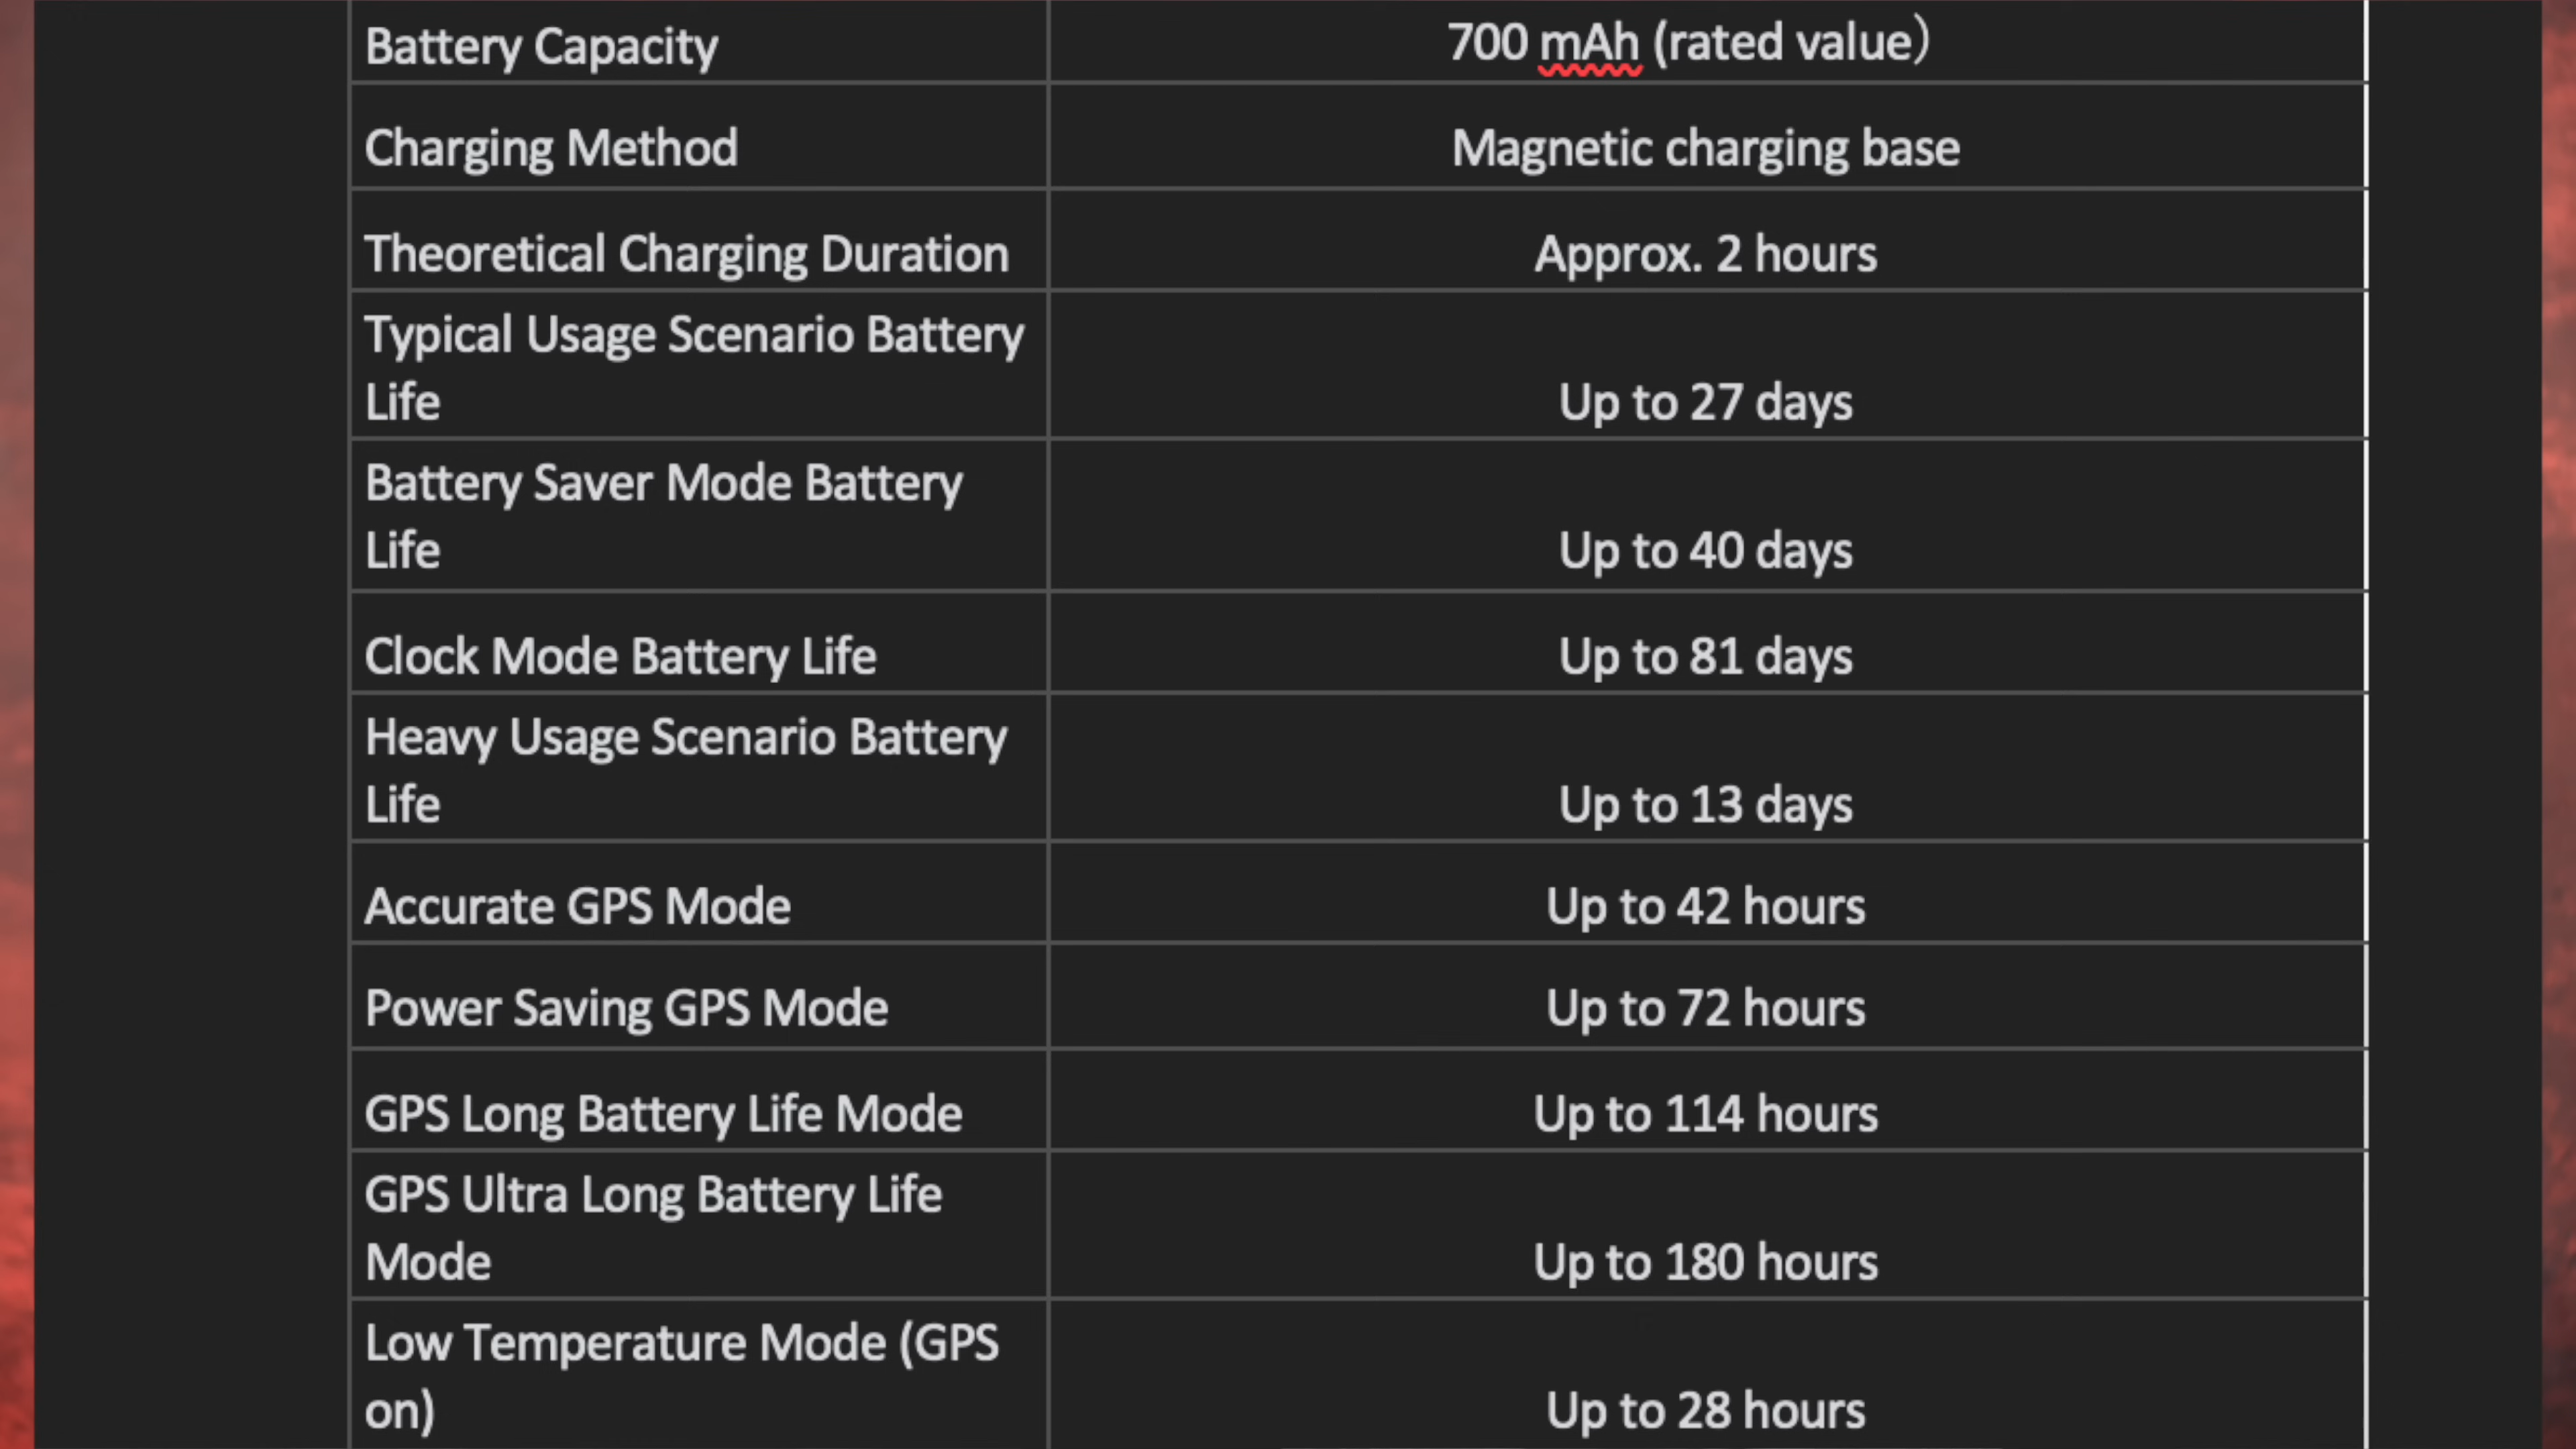 Battery Capacity
700 mAh (rated value）
Charging Method
Magnetic charging base
Theoretical Charging Duration
Approx. 2 hours
Typical Usage Scenario Battery
Life
Up to 27 days
Battery Saver Mode Battery
Life
Up to 40 days
Clock Mode Battery Life
Up to 81 days
Heavy Usage Scenario Battery
Life
Up to 13 days
Accurate GPS Mode
Up to 42 hours
Power Saving GPS Mode
Up to 72 hours
GPS Long Battery Life Mode
Up to 114 hours
GPS Ultra Long Battery Life
Mode
Up to 180 hours
Low Temperature Mode (GPS
on)
Up to 28 hours